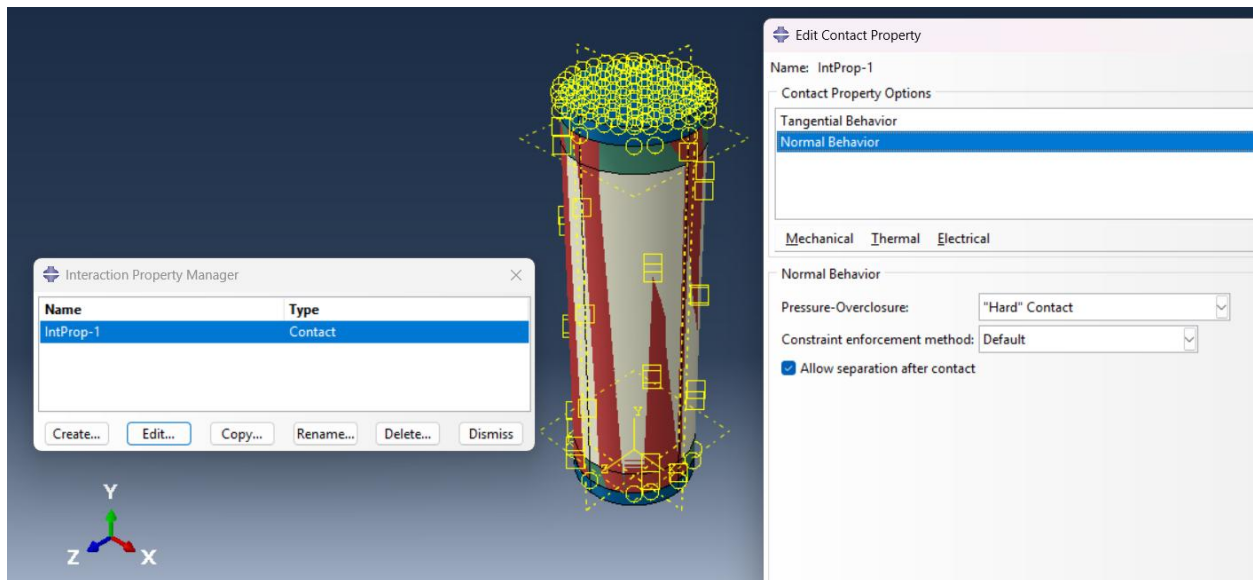 Edit Contact Property
Name: IntProp-1
Contact Property Options
Tangential Behavior
Normal Behavior
Mechanical Thermal Electrical
Normal Behavior
Pressure-Overclosure: "Hard" Contact
Constraint enforcement method: Default
Allow separation after contact
Interaction Property Manager
Name Type
IntProp-1 Contact
Create... Edit... Copy... Rename... Delete... Dismiss
Y
Z
Y
Z X